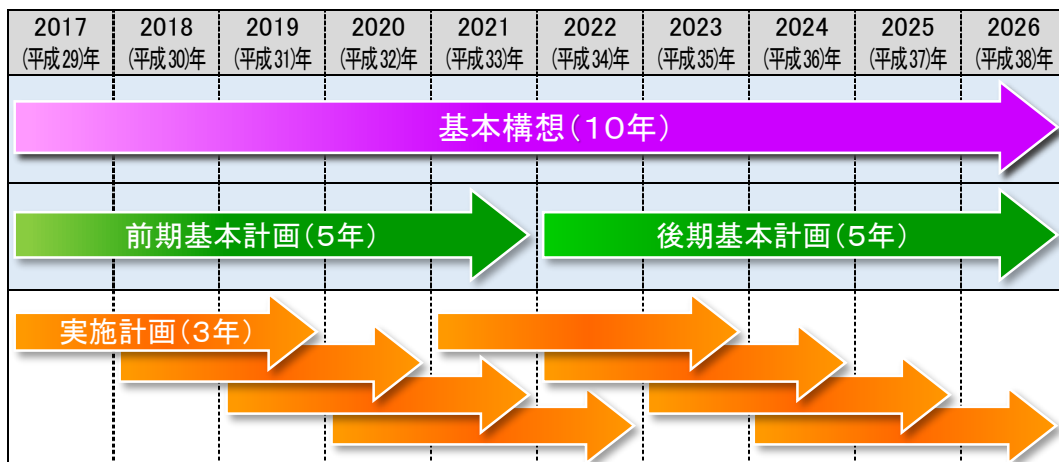 2017 2018 2019 2020 2021 2022 2023 2024 2025 2026
(平成29)年 (平成30)年 (平成31)年 (平成32)年 (平成33)年 (平成34)年 (平成35)年 (平成36)年 (平成37)年 (平成38)年
基本構想（10年）
前期基本計画（5年） 後期基本計画（5年）
実施計画（3年）